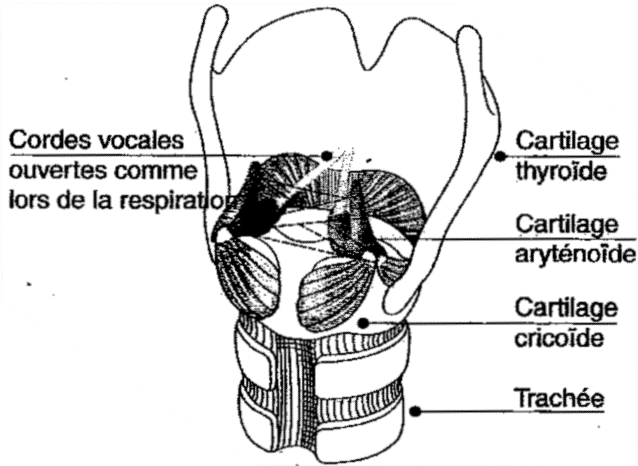 Cordes vocales
ouvertes comme
lors de la respiration
Cartilage
thyroïde
Cartilage
aryténoïde
Cartilage
cricoïde
Trachée